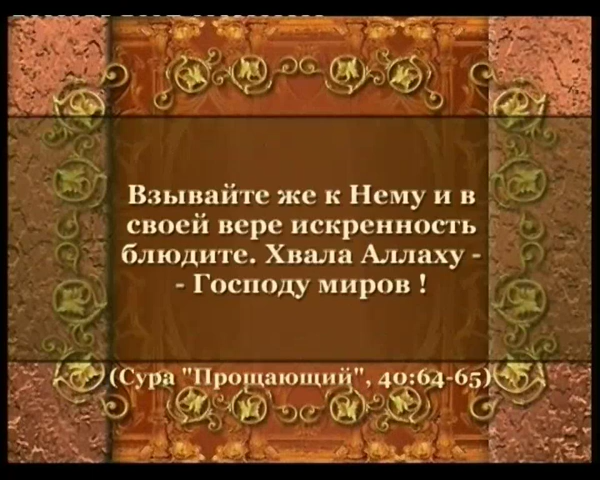 Взывайте же к Нему и в
своей вере искренность
блюдите. Хвала Аллаху -
- Господу миров !
(Сура "Прощающий", 40:64-65)